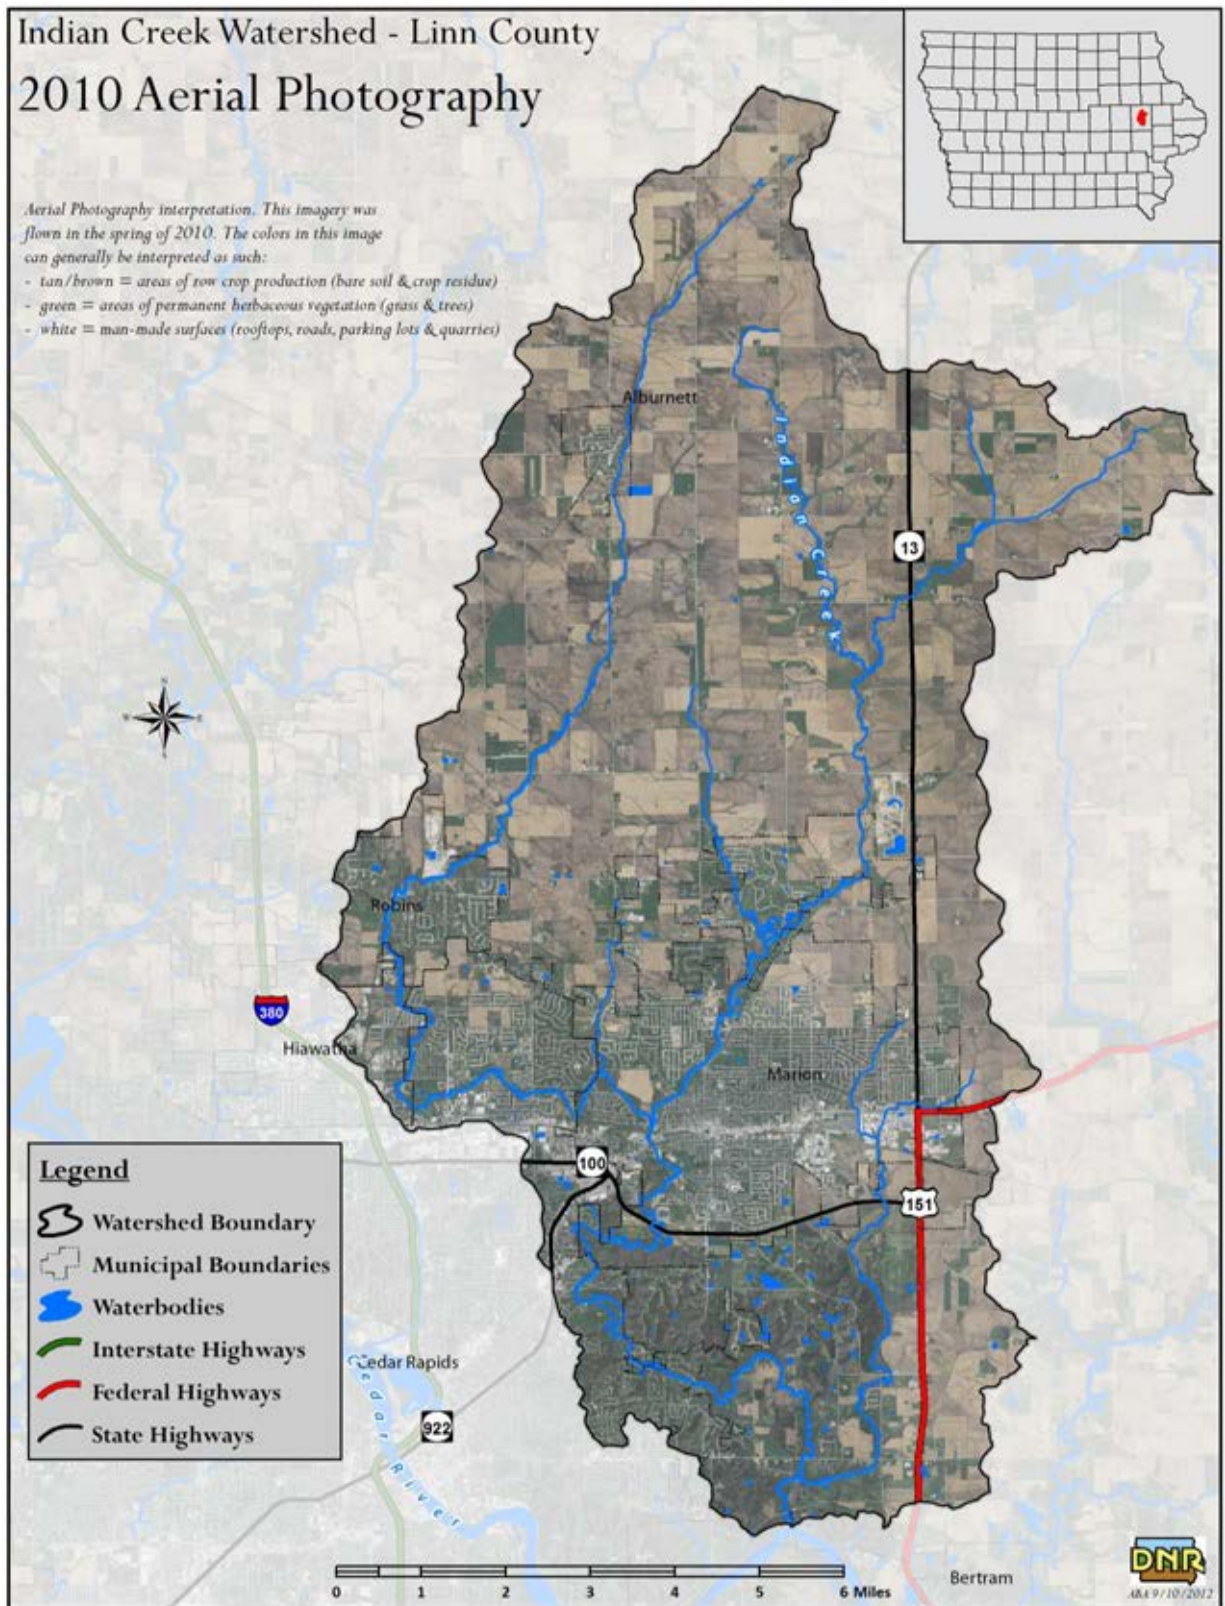 Indian Creek Watershed - Linn County
2010 Aerial Photography
Aerial Photography interpretation. This imagery was
flown in the spring of 2010. The colors in this image
can generally be interpreted as such:
- tan/brown = areas of row crop production (bare soil & crop residue)
- green = areas of permanent herbaceous vegetation (grass & trees)
- white = man-made surfaces (rooftops, roads, parking lots & quarries)
Alburnett
Indian Creek
13
N
W E
S
Robins
380
Hiawatha
Marion
100
151
Legend
Watershed Boundary
Municipal Boundaries
Waterbodies
Interstate Highways
Federal Highways
State Highways
Cedar Rapids
Cedar River
922
0 1 2 3 4 5 6 Miles
Bertram
DNR
ABA 9/10/2012